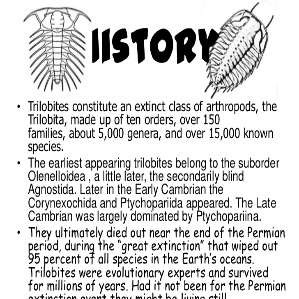 HISTORY
• Trilobites constitute an extinct class of arthropods, the
Trilobita, made up of ten orders, over 150
families, about 5,000 genera, and over 15,000 known
species.
• The earliest appearing trilobites belong to the suborder
Olenelloidea . a little later, the secondarily blind
Agnostida. Later in the Early Cambrian the
Corynexochida and Ptychopariida appeared. The Late
Cambrian was largely dominated by Ptychopariina.
• They ultimately died out near the end of the Permian
period, during the “great extinction” that wiped out
95 percent of all species in the Earth's oceans.
Trilobites were evolutionary experts and survived
for millions of years. Had it not been for the Permian
extinction event they might be living still